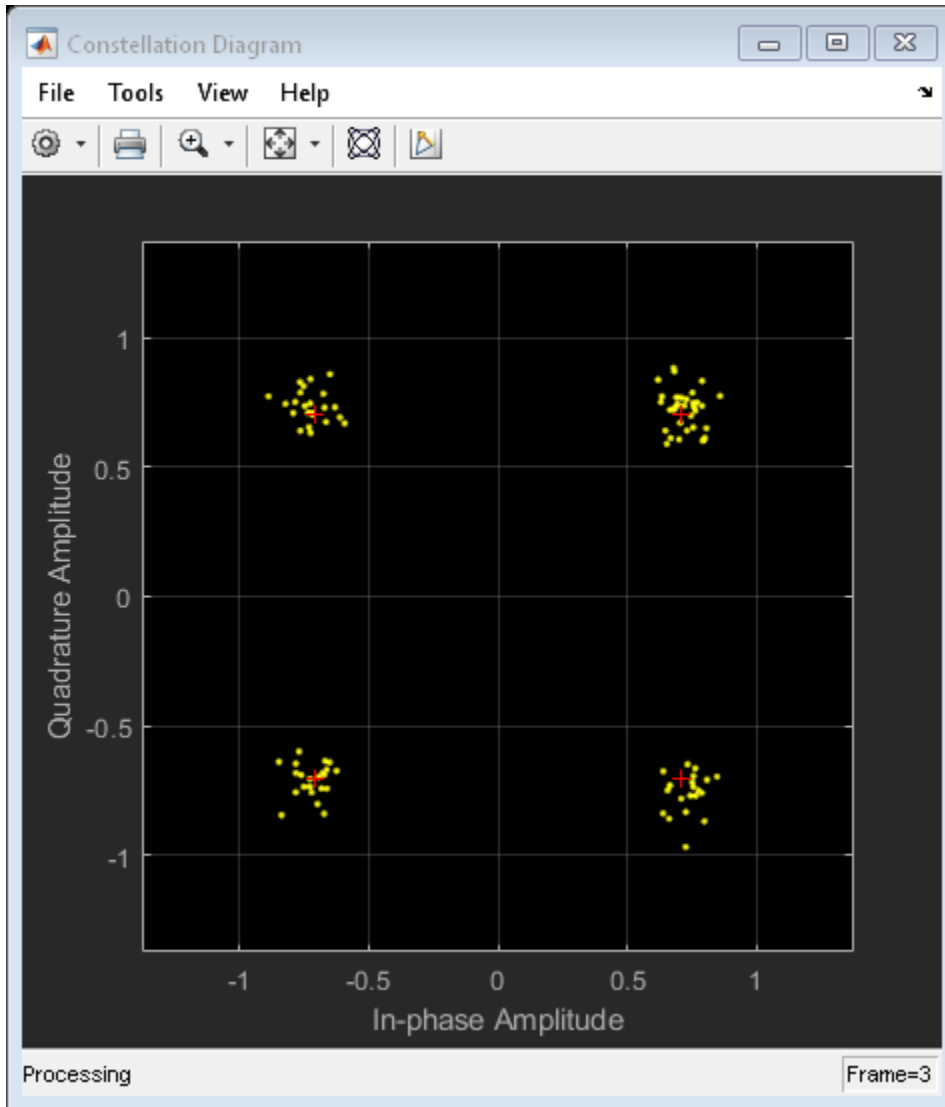 Constellation Diagram
File Tools View Help
1
0.5
0
-0.5
-1
Quadrature Amplitude
-1 -0.5 0 0.5 1
In-phase Amplitude
Processing Frame=3